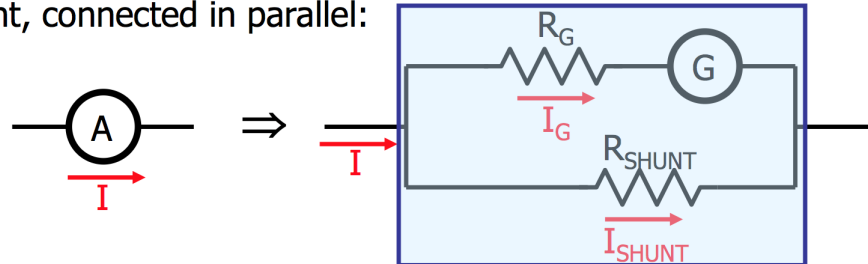 nt, connected in parallel:
R_G
G
A
I_G
I
R_SHUNT
I
I_SHUNT